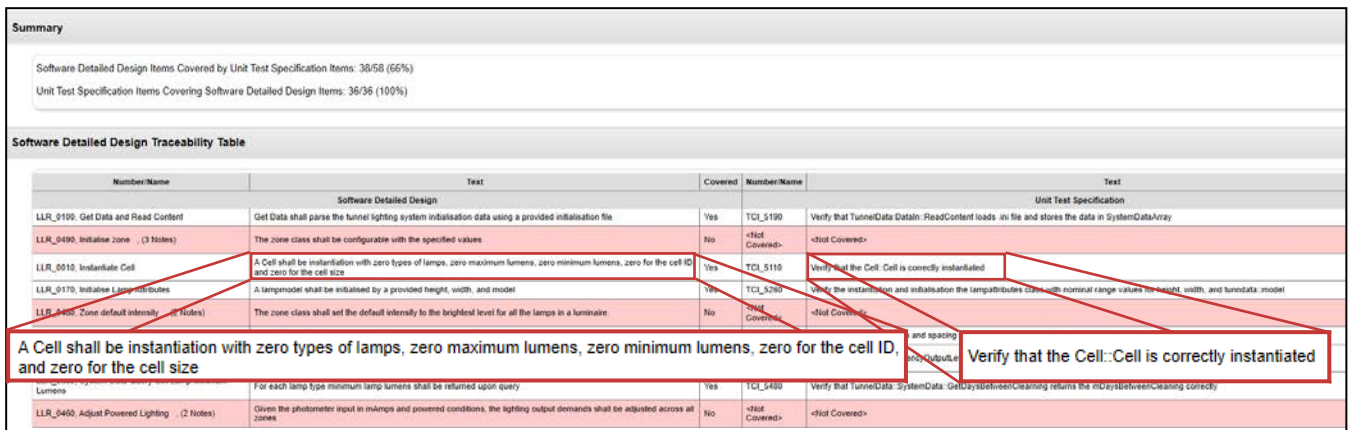 Summary
Software Detailed Design Items Covered by Unit Test Specification Items: 38/58 (66%)
Unit Test Specification Items Covering Software Detailed Design Items: 36/36 (100%)
Software Detailed Design Traceability Table
Number/Name Text Covered Number/Name Text
Software Detailed Design Unit Test Specification
LLR_0100, Get Data and Read Content Get Data shall parse the tunnel lighting system initialisation data using a provided initialisation file Yes TCI_5190 Verify that TunnelData:DataIn::ReadContent loads .ini file and stores the data in SystemDataArray
LLR_0490, Initialise zone , (3 Notes) The zone class shall be configurable with the specified values No <Not Covered> <Not Covered>
LLR_0010, Instantiate Cell A Cell shall be instantiation with zero types of lamps, zero maximum lumens, zero minimum lumens, zero for the cell ID,
and zero for the cell size Yes TCI_5110 Verify that the Cell::Cell is correctly instantiated
LLR_0170, Initialise Lamp Attributes A lampmodel shall be initialised by a provided height, width, and model Yes TCI_5260 Verify the instantiation and initialisation the lampattributes class with nominal range values for height, width, and tunndata::model
Zone default intensity , (2 Notes) The zone class shall set the default intensity to the brightest level for all the lamps in a luminaire No <Not Covered> <Not Covered>
and spacing
A Cell shall be instantiation with zero types of lamps, zero maximum lumens, zero minimum lumens, zero for the cell ID,
and zero for the cell size
Verify that the Cell::Cell is correctly instantiated
Lumens For each lamp type minimum lamp lumens shall be returned upon query Yes TCI_5480 Verify that TunnelData::SystemData::GetDaysBetweenClearning returns the mDaysBetweenCleaning correctly
LLR_0460, Adjust Powered Lighting , (2 Notes) Given the photometer input in mAmps and powered conditions, the lighting output demands shall be adjusted across all
zones No <Not Covered> <Not Covered>